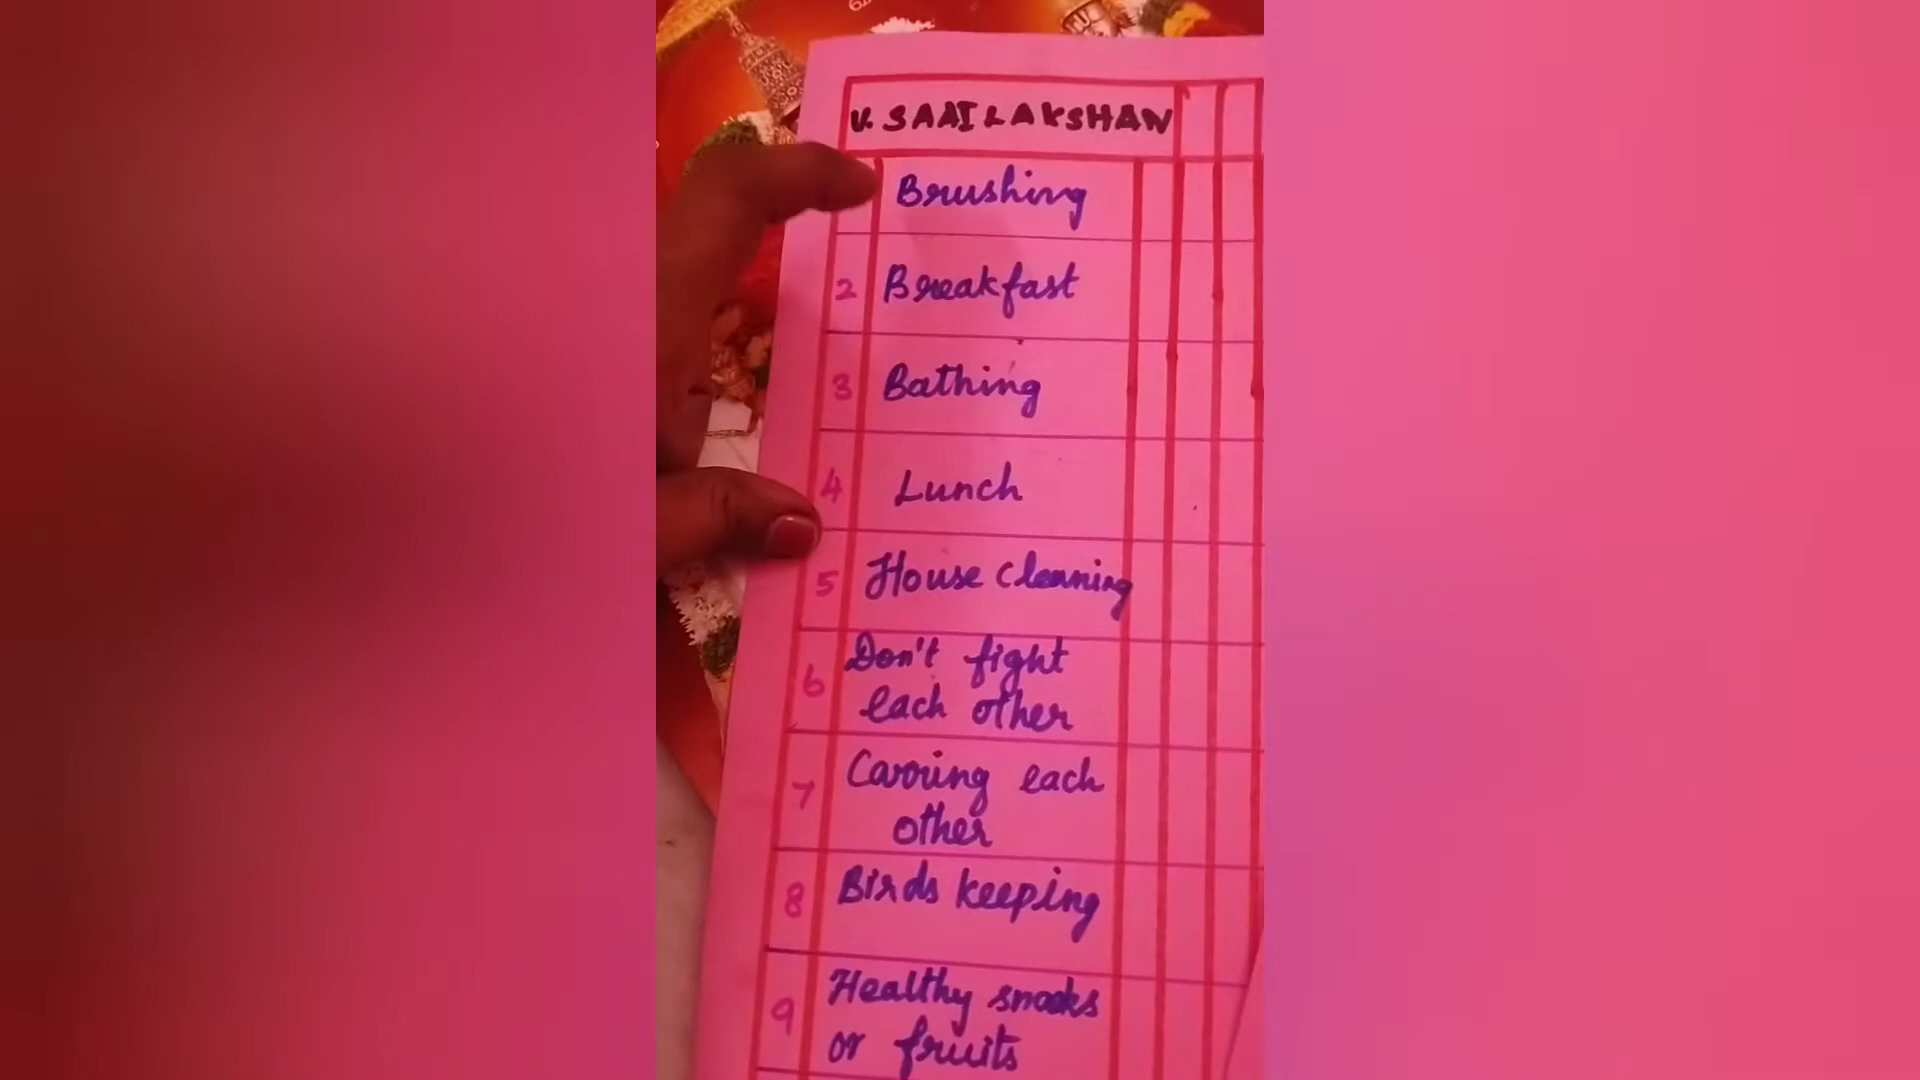 V. SAAI LAKSHAN
Brushing
2 Breakfast
3 Bathing
4 Lunch
5 House cleaning
6 Don't fight
each other
7 Carring each
other
8 Birds keeping
9 Healthy snacks
or fruits